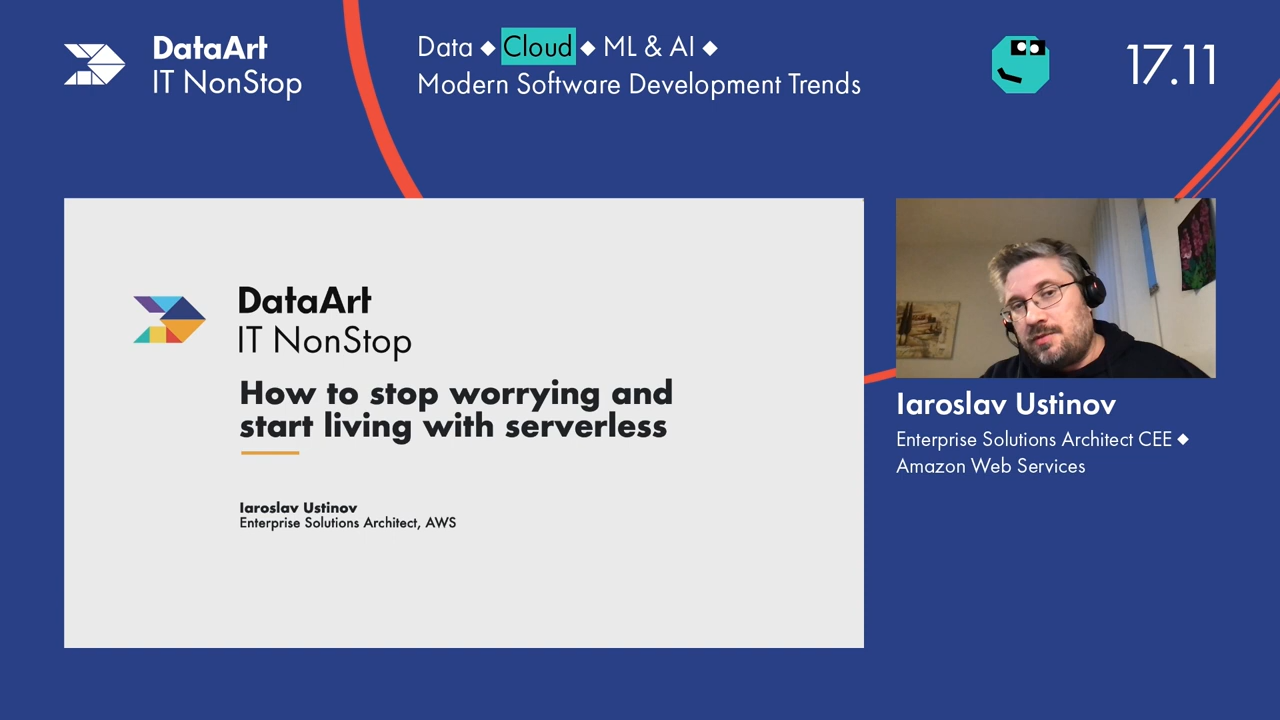 DataArt
IT NonStop
Data ◆ Cloud ◆ ML & AI ◆
Modern Software Development Trends
17.11
DataArt
IT NonStop
How to stop worrying and
start living with serverless
Iaroslav Ustinov
Enterprise Solutions Architect, AWS
Iaroslav Ustinov
Enterprise Solutions Architect CEE ◆
Amazon Web Services